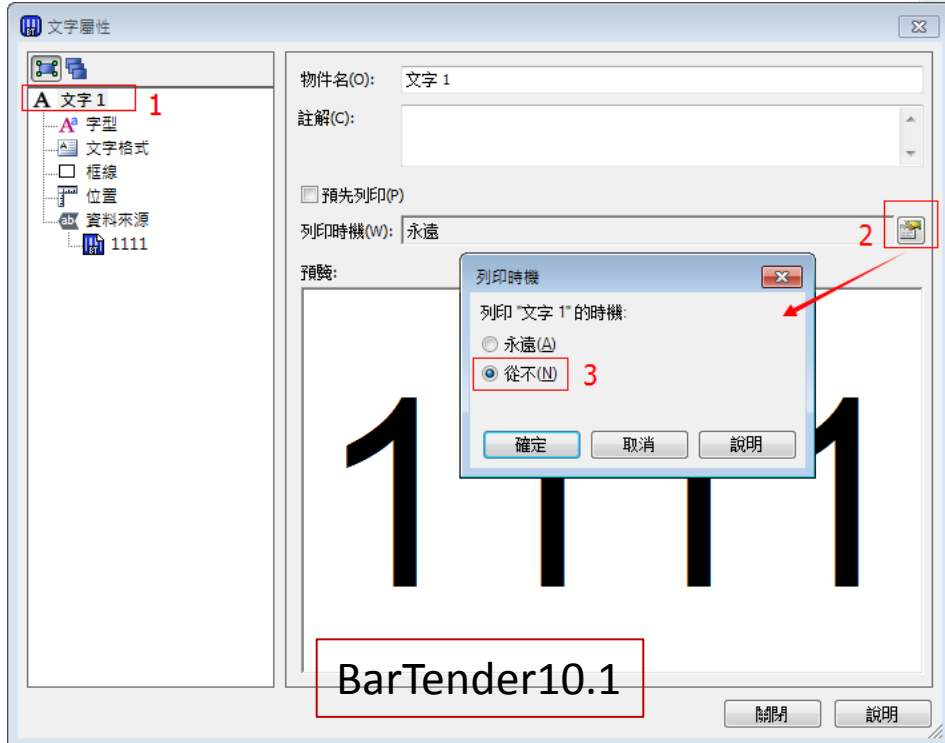 文字屬性
A 文字 1
1
字型
文字格式
框線
位置
資料來源
1111
物件名(O): 文字 1
註解(C):
預先列印(P)
列印時機(W): 永遠
2
預覽:
列印時機
列印 "文字 1" 的時機:
永遠(A)
從不(N)
3
確定 取消 說明
1111
BarTender10.1
關閉 說明